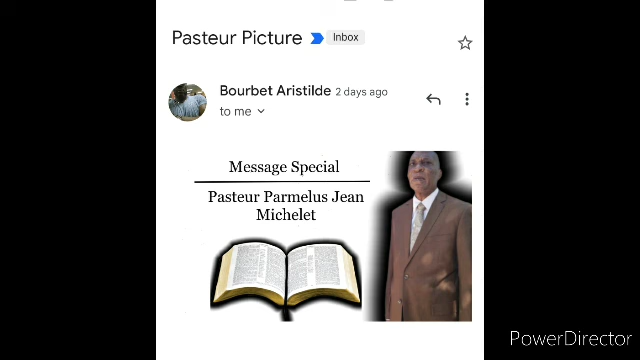 Pasteur Picture Inbox
Bourbet Aristilde 2 days ago
to me
Message Special
Pasteur Parmelus Jean
Michelet
PowerDirector